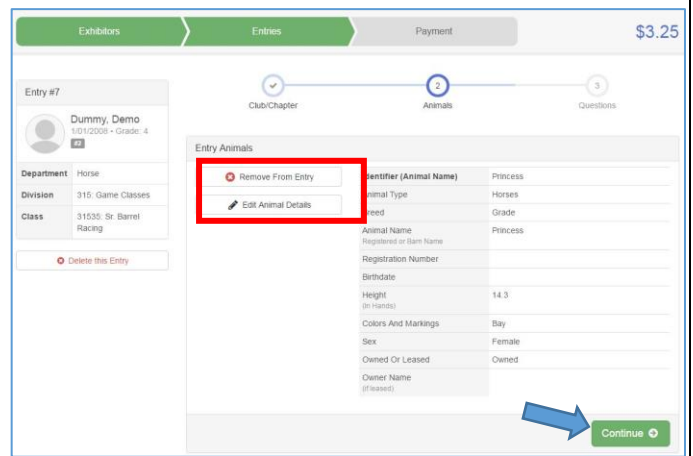 Exhibitors
Entries
Payment
$3.25
Entry #7
Dummy, Demo
1/01/2008 - Grade: 4
#2
Department Horse
Division 315: Game Classes
Class 31535: Sr. Barrel
Racing
Delete this Entry
2
3
Club/Chapter
Animals
Questions
Entry Animals
Remove From Entry
Edit Animal Details
dentifier (Animal Name) Princess
nimal Type Horses
reed Grade
Animal Name Princess
Registered or Barn Name
Registration Number
Birthdate
Height 14.3
(In Hands)
Colors And Markings Bay
Sex Female
Owned Or Leased Owned
Owner Name
(If leased)
Continue